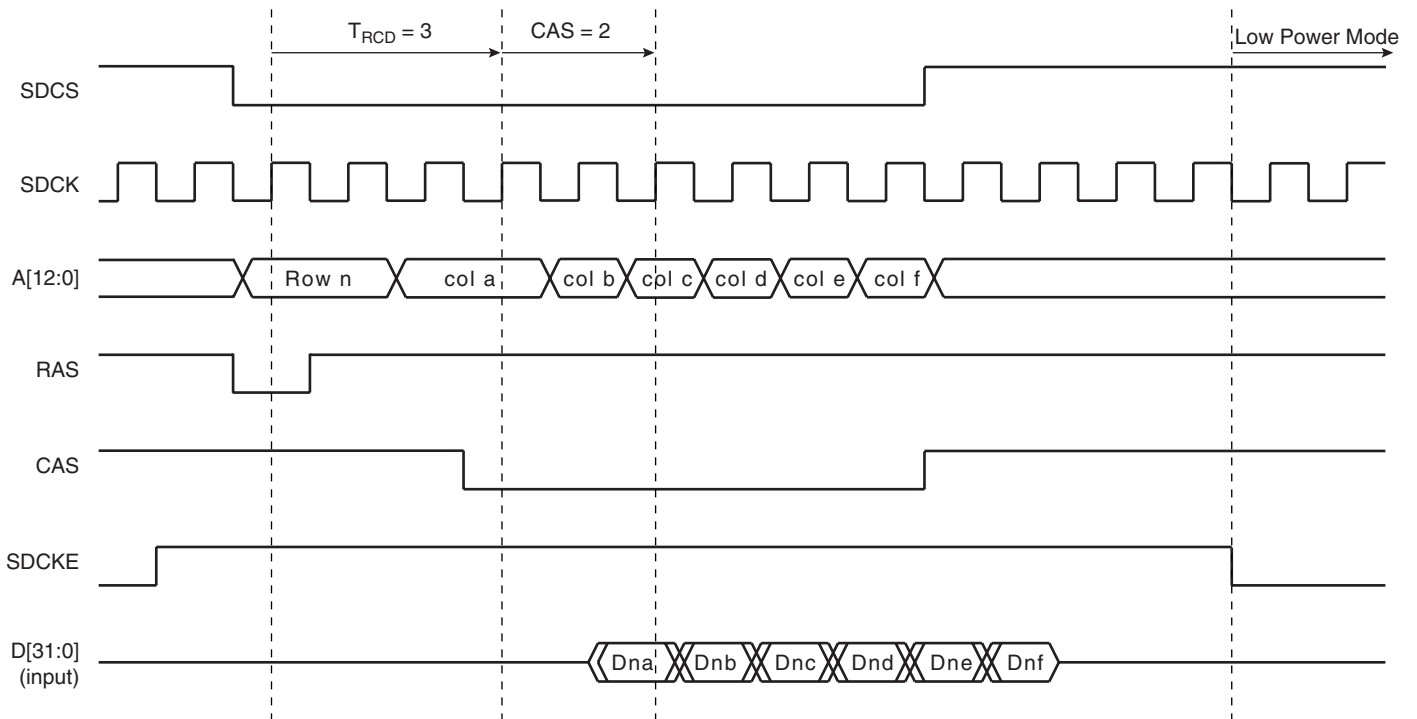 T_RCD = 3
CAS = 2
Low Power Mode
SDCS
SDCK
A[12:0]
Row n
col a
col b
col c
col d
col e
col f
RAS
CAS
SDCKE
D[31:0]
(input)
Dna
Dnb
Dnc
Dnd
Dne
Dnf